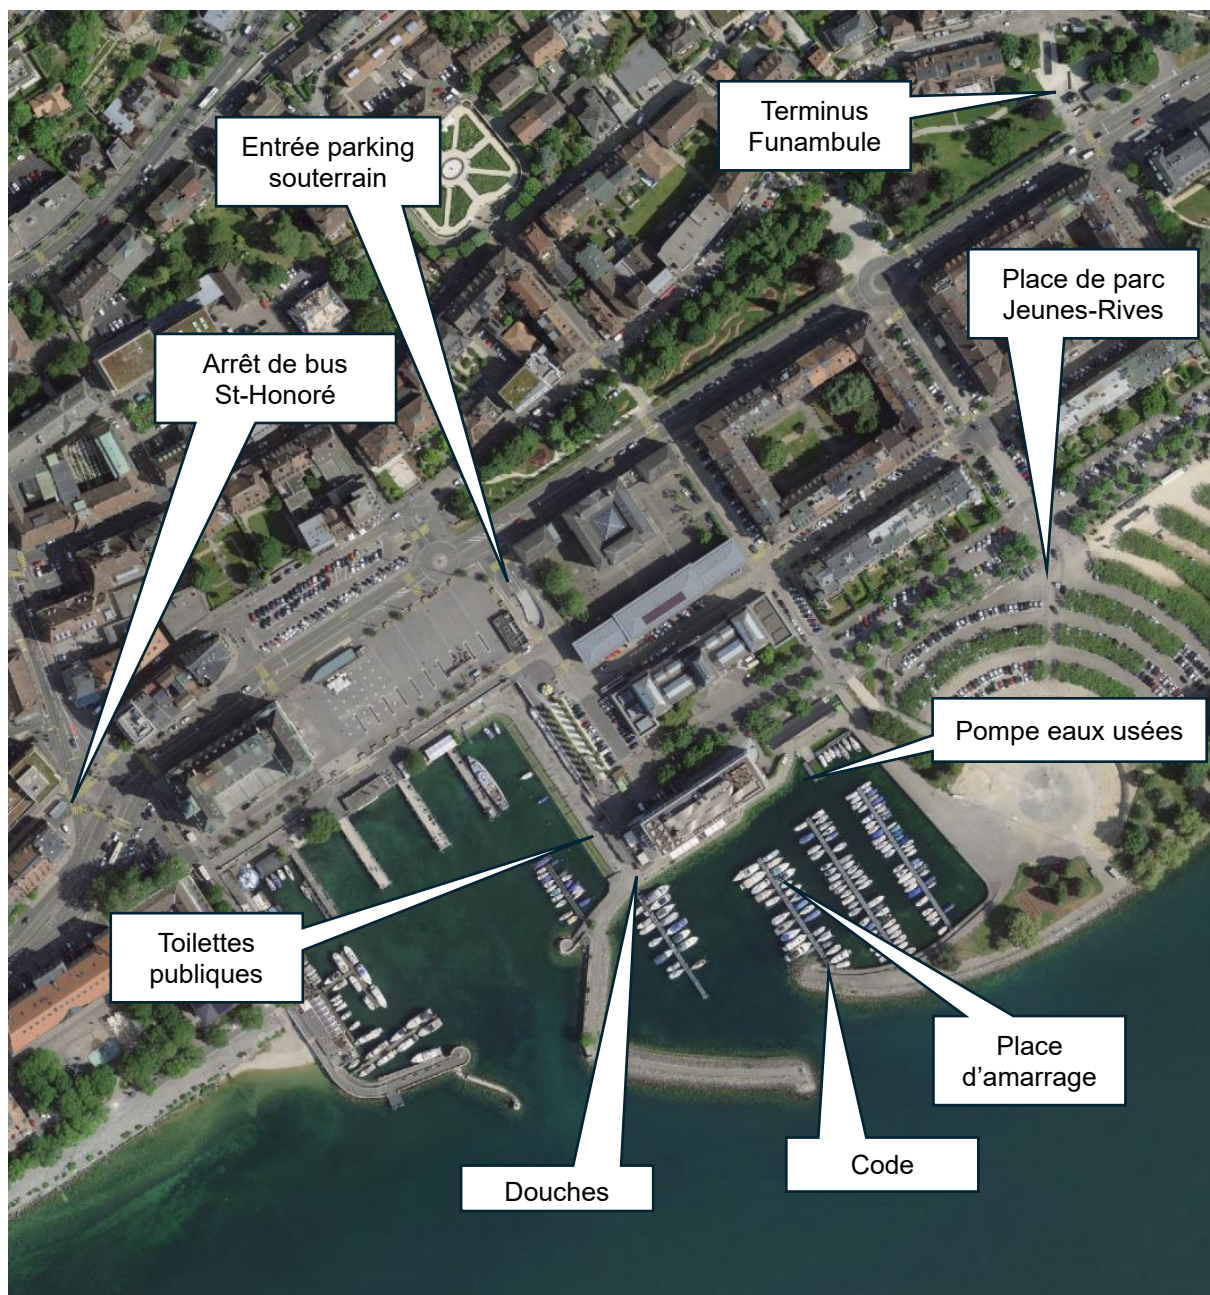 Terminus
Funambule
Entrée parking
souterrain
Place de parc
Jeunes-Rives
Arrêt de bus
St-Honoré
Pompe eaux usées
Toilettes
publiques
Place
d'amarrage
Code
Douches